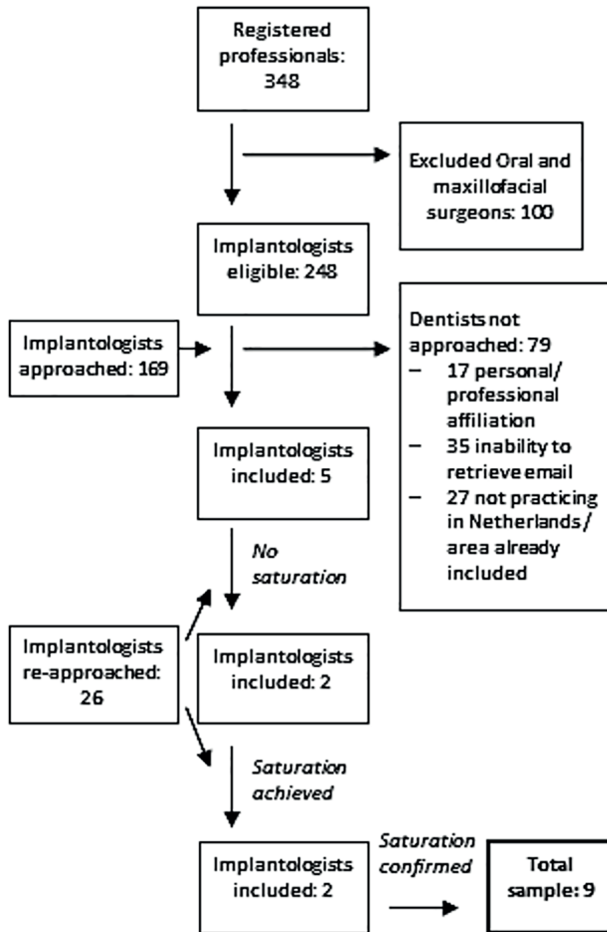 Registered
professionals:
348
Excluded Oral and
maxillofacial
surgeons: 100
Implantologists
eligible: 248
Implantologists
approached: 169
Dentists not
approached: 79
– 17 personal/
professional
affiliation
– 35 inability to
retrieve email
– 27 not practicing
in Netherlands/
area already
included
Implantologists
included: 5
No
saturation
Implantologists
re-approached:
26
Implantologists
included: 2
Saturation
achieved
Implantologists
included: 2
Saturation
confirmed
Total
sample: 9